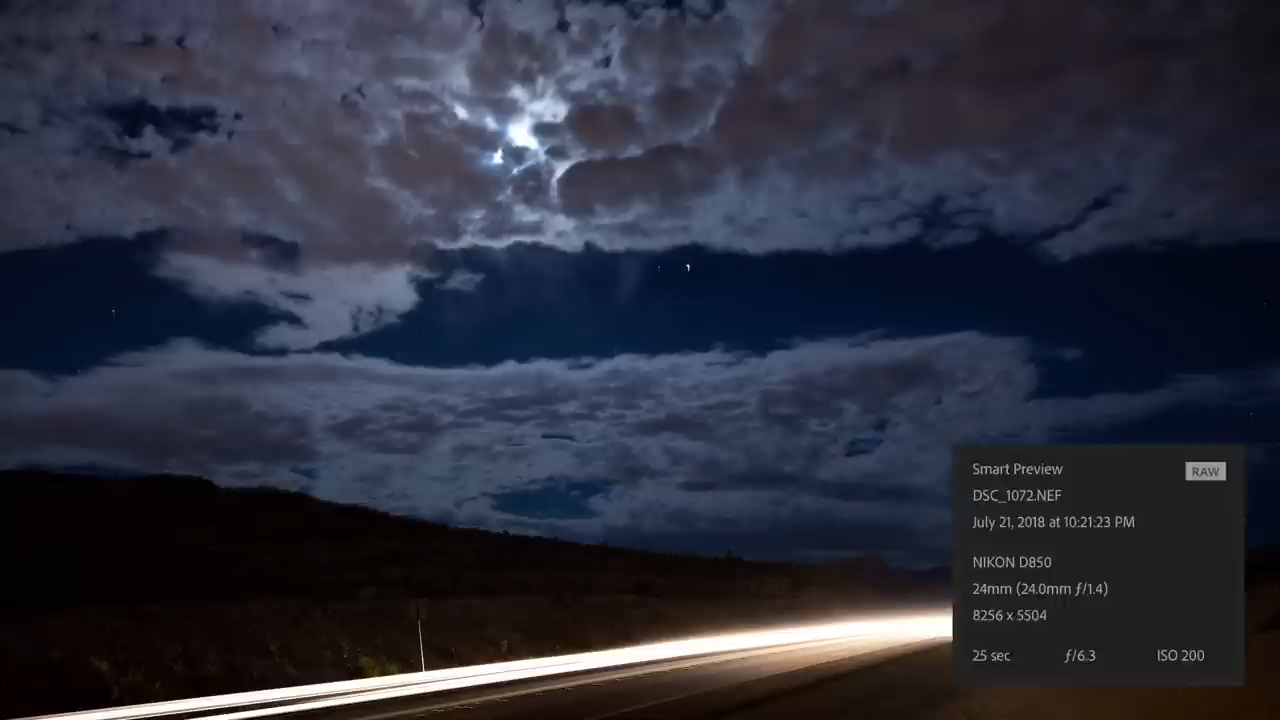 Smart Preview RAW
DSC_1072.NEF
July 21, 2018 at 10:21:23 PM
NIKON D850
24mm (24.0mm ƒ/1.4)
8256 x 5504
25 sec ƒ/6.3 ISO 200